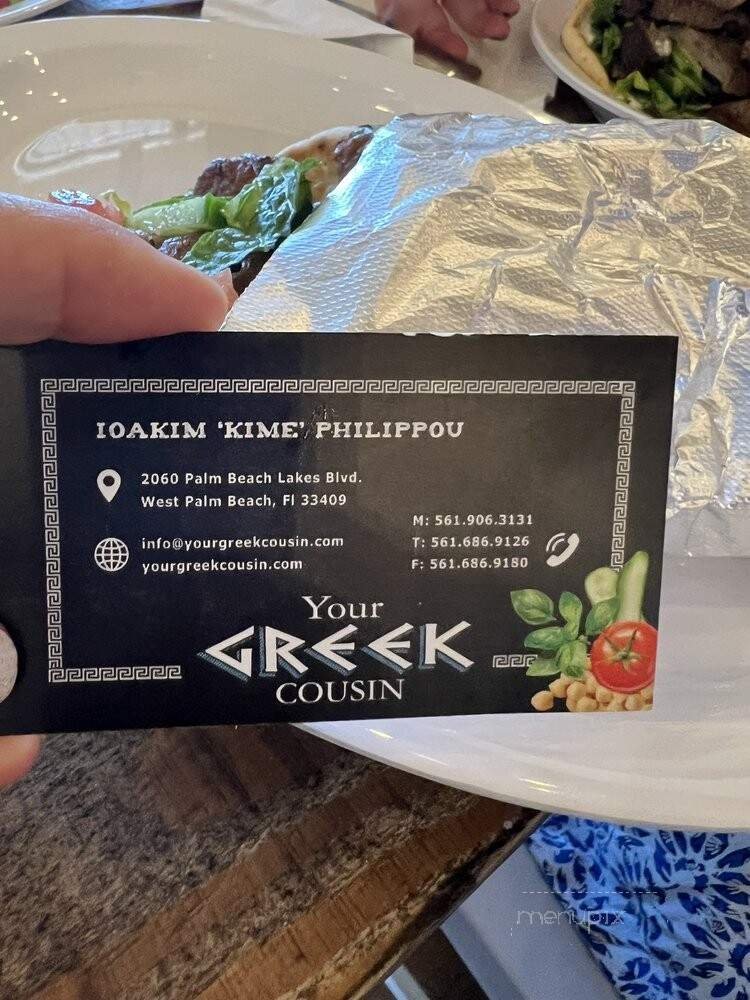 IOAKIM ‘KIME’ PHILIPPOU
2060 Palm Beach Lakes Blvd.
West Palm Beach, Fl 33409
info@yourgreekcousin.com
yourgreekcousin.com
M: 561.906.3131
T: 561.686.9126
F: 561.686.9180
Your
GREEK
COUSIN
menupix